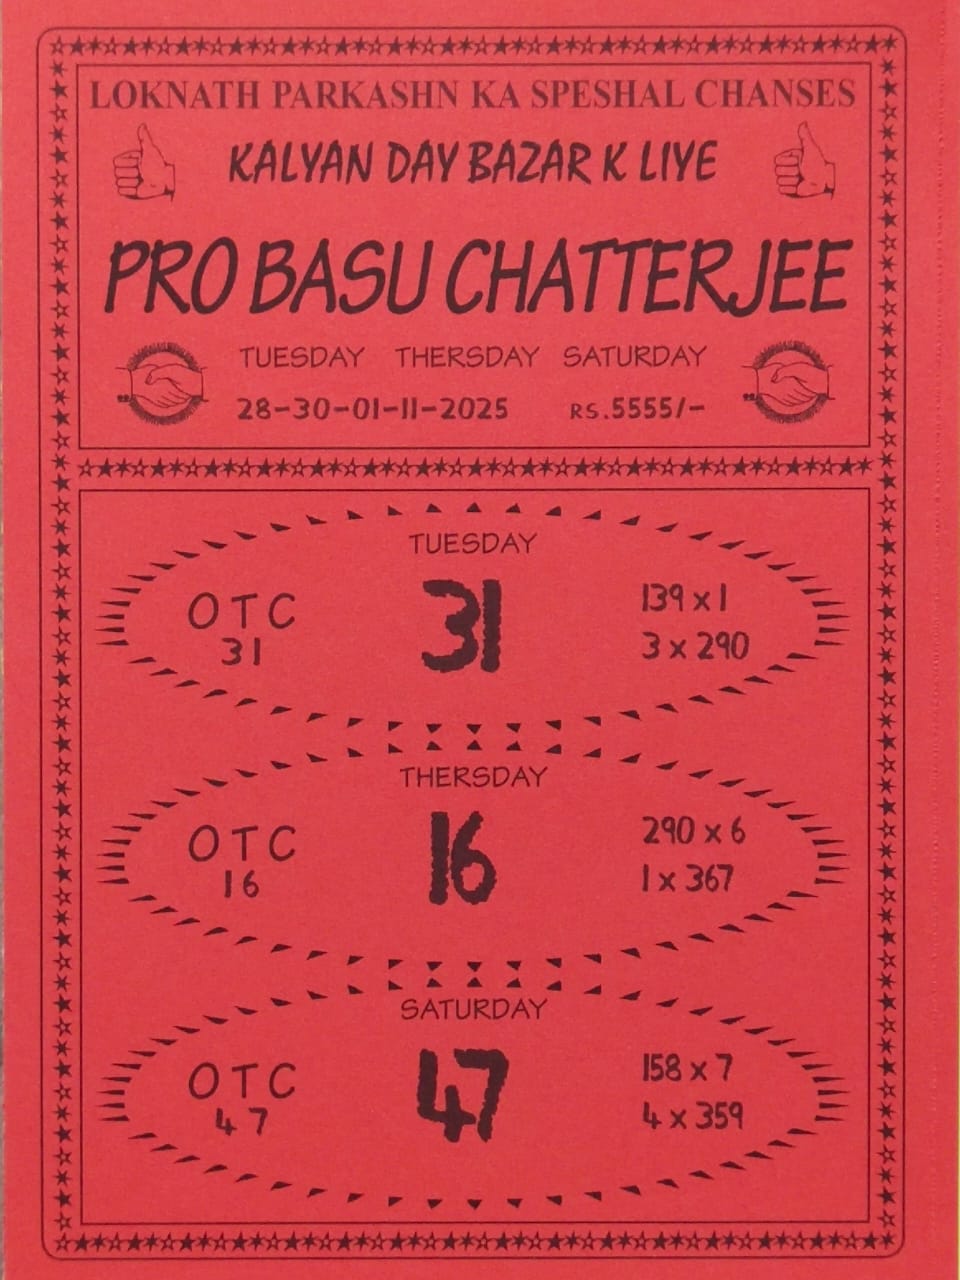 LOKNATH PARKASHN KA SPESHAL CHANSES
KALYAN DAY BAZAR K LIYE
PRO BASU CHATTERJEE
TUESDAY THERSDAY SATURDAY
28-30-01-11-2025 RS.5555/-
TUESDAY
OTC
31
31
139 x 1
3 x 290
THERSDAY
OTC
16
16
290 x 6
1 x 367
SATURDAY
OTC
47
47
158 x 7
4 x 359